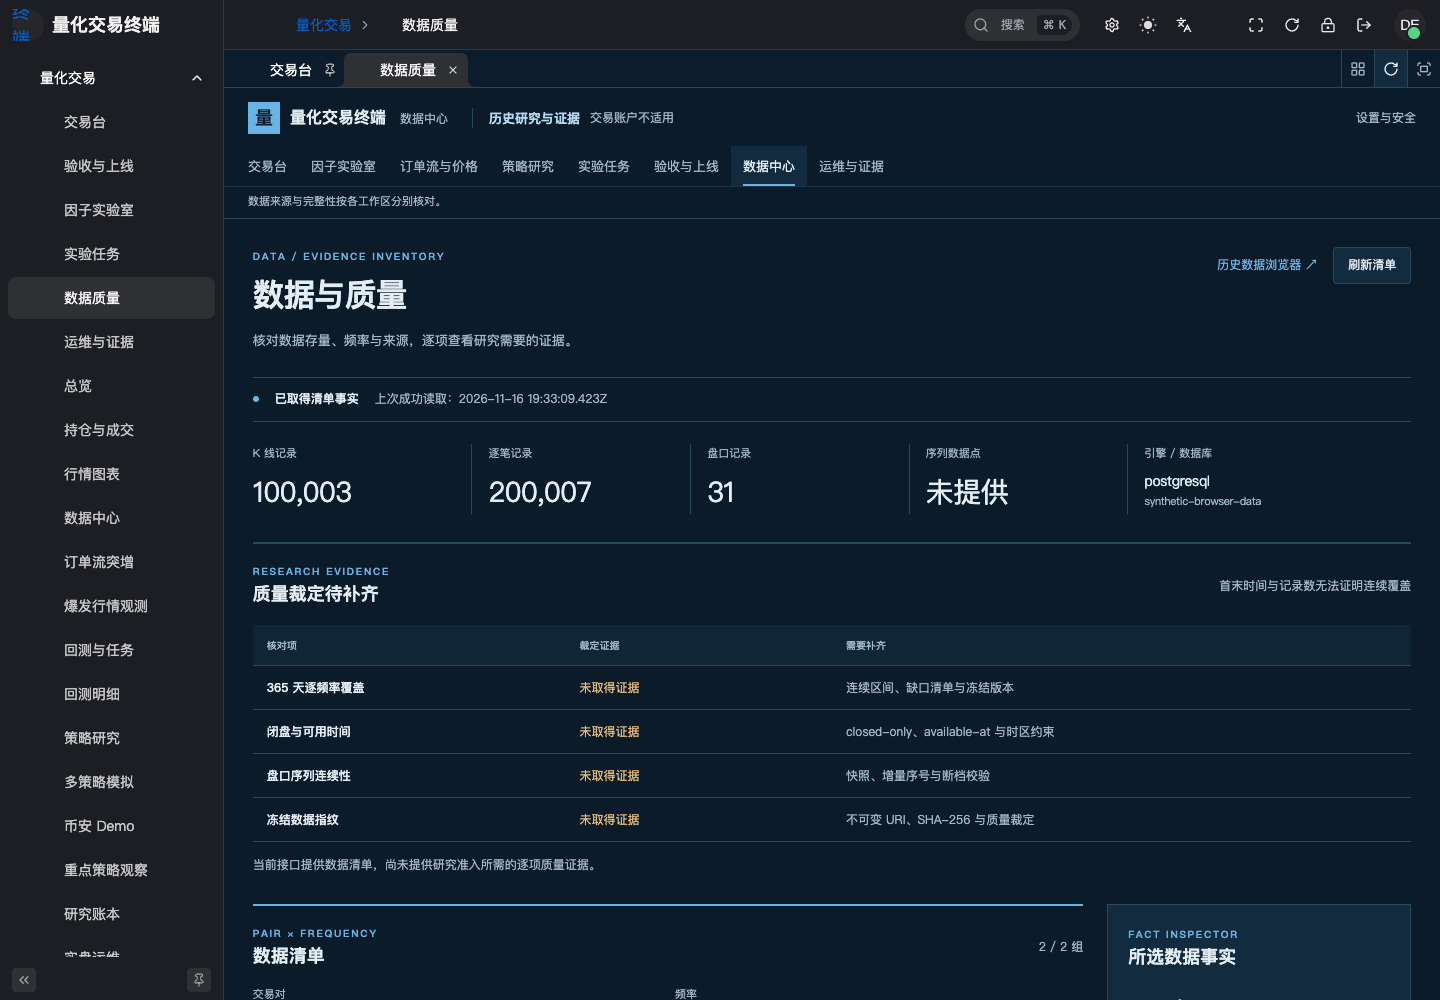 终端
量化交易终端
量化交易
数据质量
搜索
⌘ K
DE
量化交易
交易台
验收与上线
因子实验室
实验任务
数据质量
运维与证据
总览
持仓与成交
行情图表
数据中心
订单流突增
爆发行情观测
回测与任务
回测明细
策略研究
多策略模拟
币安 Demo
重点策略观察
研究账本
实盘运维
交易台
数据质量
量
量化交易终端
数据中心
历史研究与证据
交易账户不适用
设置与安全
交易台
因子实验室
订单流与价格
策略研究
实验任务
验收与上线
数据中心
运维与证据
数据来源与完整性按各工作区分别核对。
DATA / EVIDENCE INVENTORY
数据与质量
核对数据存量、频率与来源，逐项查看研究需要的证据。
历史数据浏览器 ↗
刷新清单
已取得清单事实
上次成功读取：2026-11-16 19:33:09.423Z
K 线记录
100,003
逐笔记录
200,007
盘口记录
31
序列数据点
未提供
引擎 / 数据库
postgresql
synthetic-browser-data
RESEARCH EVIDENCE
质量裁定待补齐
首末时间与记录数无法证明连续覆盖
核对项
裁定证据
需要补齐
365 天逐频率覆盖
未取得证据
连续区间、缺口清单与冻结版本
闭盘与可用时间
未取得证据
closed-only、available-at 与时区约束
盘口序列连续性
未取得证据
快照、增量序号与断档校验
冻结数据指纹
未取得证据
不可变 URI、SHA-256 与质量裁定
当前接口提供数据清单，尚未提供研究准入所需的逐项质量证据。
PAIR × FREQUENCY
数据清单
2 / 2 组
交易对
频率
FACT INSPECTOR
所选数据事实